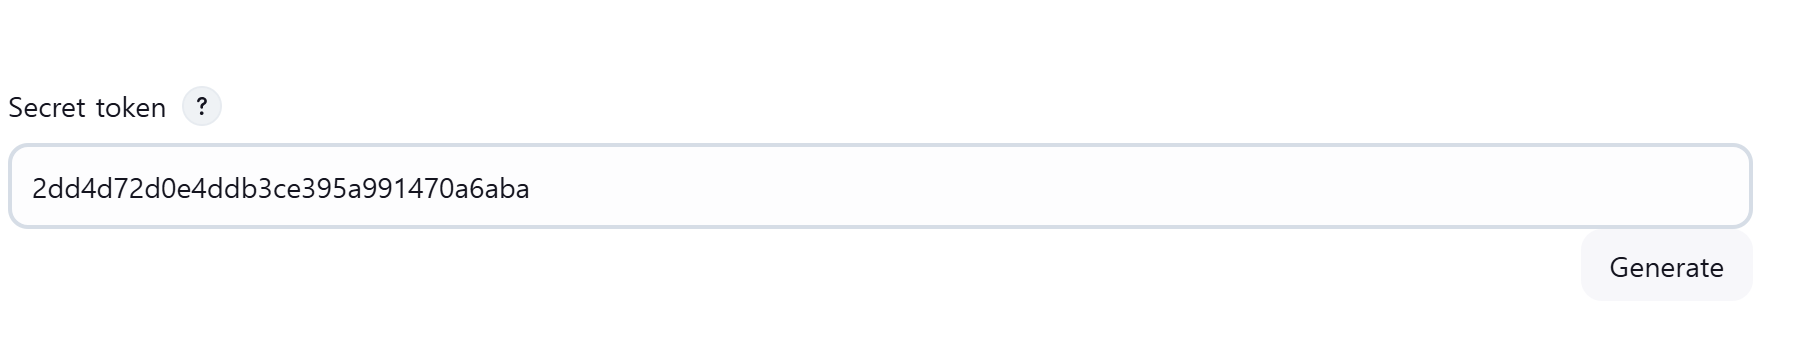 Secret token ?
2dd4d72d0e4ddb3ce395a991470a6aba
Generate